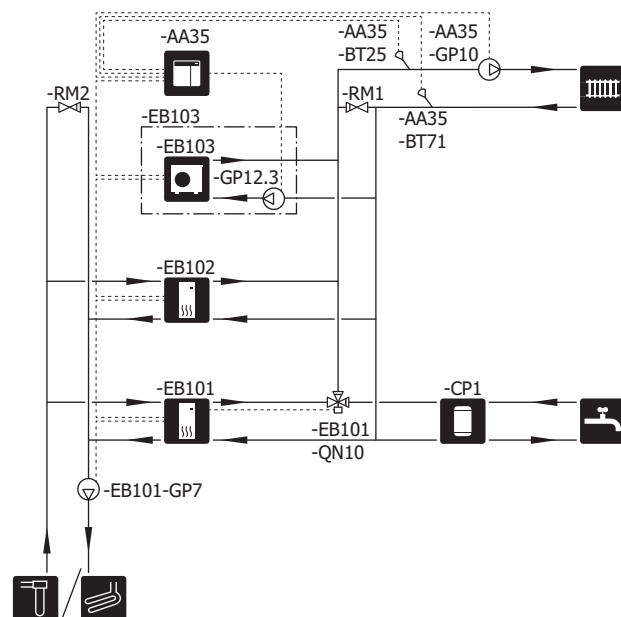 -AA35
-AA35
-BT25
-AA35
-GP10
-RM2
-RM1
-EB103
-AA35
-BT71
-EB103
-GP12.3
-EB102
-EB101
-CP1
-EB101
-QN10
-EB101-GP7